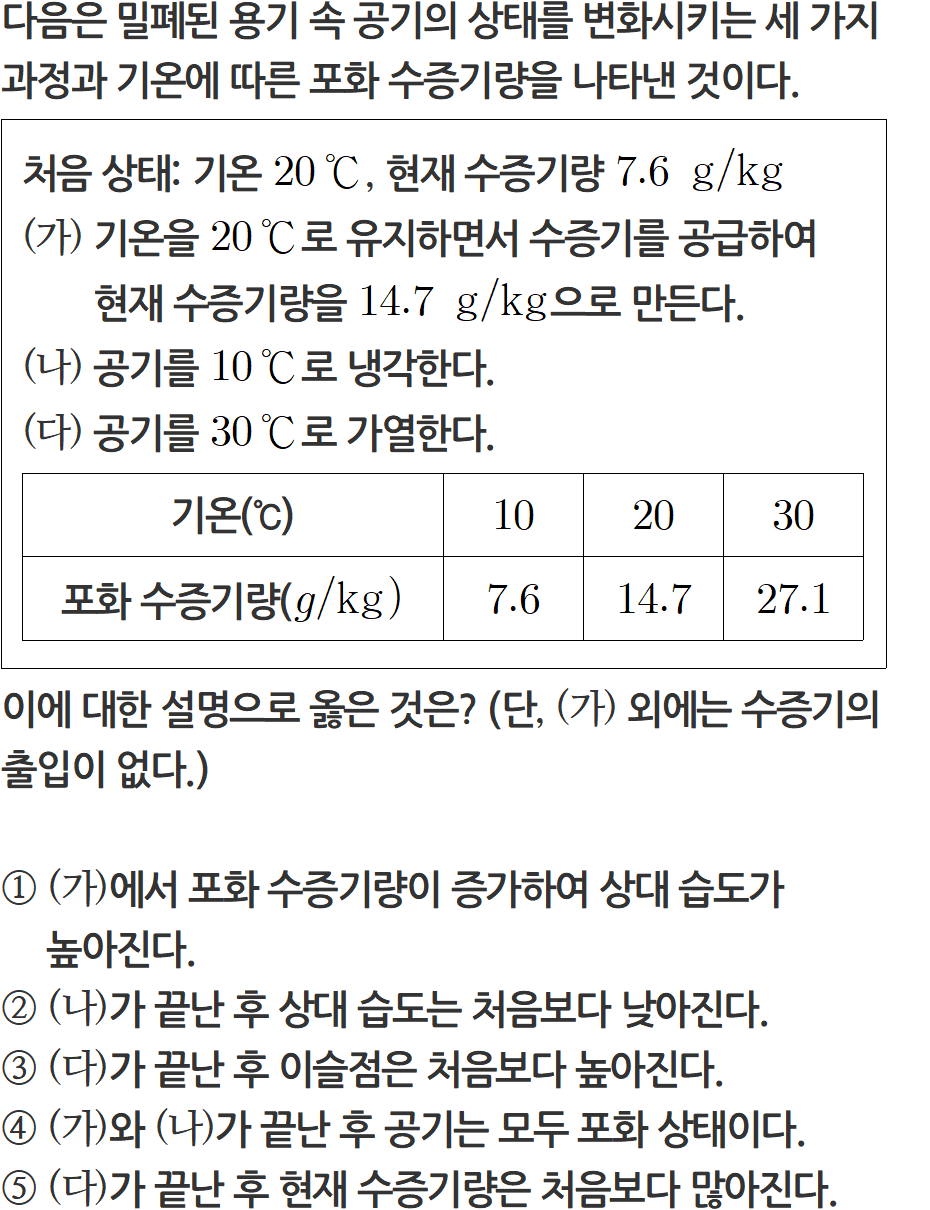 다음은 밀폐된 용기 속 공기의 상태를 변화시키는 세 가지
과정과 기온에 따른 포화 수증기량을 나타낸 것이다.
처음 상태: 기온 20℃, 현재 수증기량 7.6 g/kg
(가) 기온을 20℃로 유지하면서 수증기를 공급하여
현재 수증기량을 14.7 g/kg으로 만든다.
(나) 공기를 10℃로 냉각한다.
(다) 공기를 30℃로 가열한다.
기온(℃) 10 20 30
포화 수증기량(g/kg) 7.6 14.7 27.1
이에 대한 설명으로 옳은 것은? (단, (가) 외에는 수증기의
출입이 없다.)
① (가)에서 포화 수증기량이 증가하여 상대 습도가
높아진다.
② (나)가 끝난 후 상대 습도는 처음보다 낮아진다.
③ (다)가 끝난 후 이슬점은 처음보다 높아진다.
④ (가)와 (나)가 끝난 후 공기는 모두 포화 상태이다.
⑤ (다)가 끝난 후 현재 수증기량은 처음보다 많아진다.